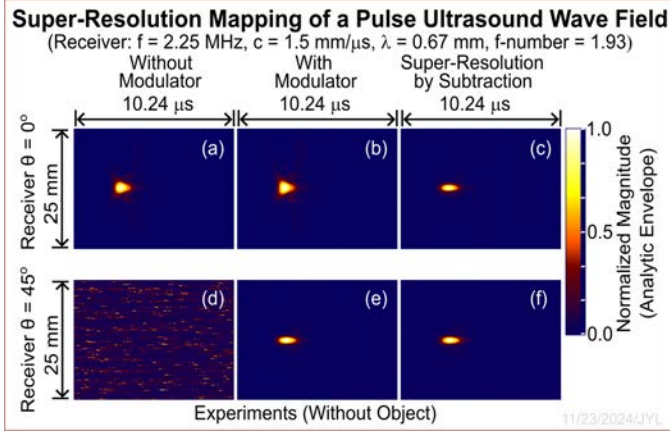 Super-Resolution Mapping of a Pulse Ultrasound Wave Field
(Receiver: f = 2.25 MHz, c = 1.5 mm/μs, λ = 0.67 mm, f-number = 1.93)
Without
Modulator
With
Modulator
Super-Resolution
by Subtraction
10.24 μs
10.24 μs
10.24 μs
Receiver θ = 0°
25 mm
(a)
(b)
(c)
Receiver θ = 45°
25 mm
(d)
(e)
(f)
1.0
0.5
0.0
Normalized Magnitude
(Analytic Envelope)
Experiments (Without Object)
11/23/2024/JYL